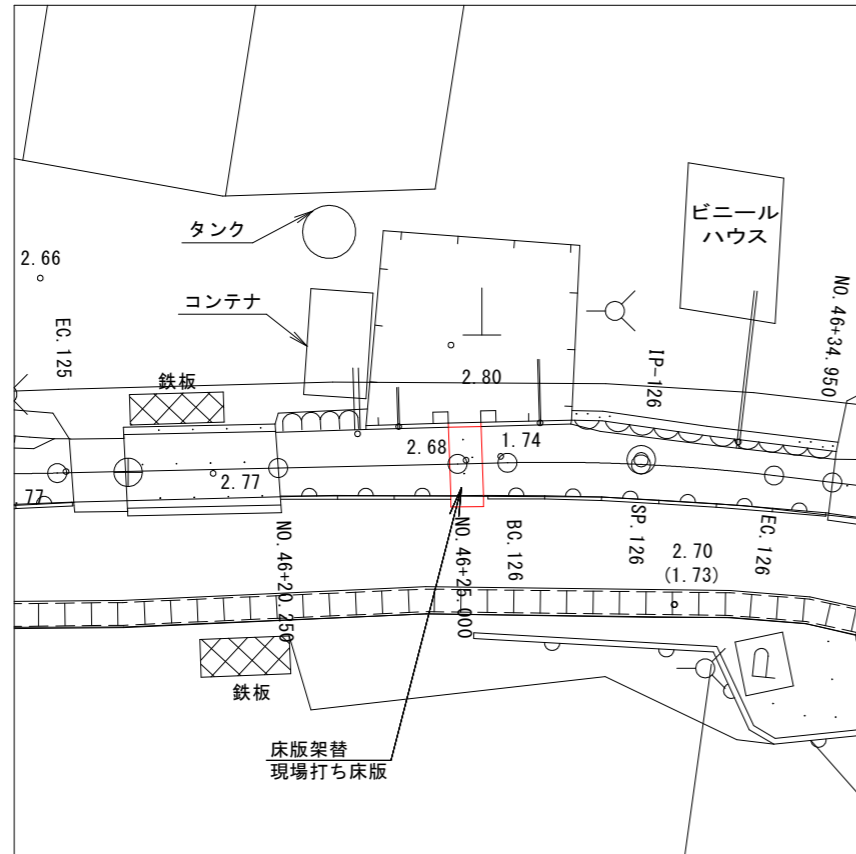 タンク
ビニール
ハウス
2.66
コンテナ
NO.46+34.950
EC.125
鉄板
2.80
IP-126
2.68
1.74
2.77
77
NO.46+20.250
NO.46+25.000
BC.126
SP.126
EC.126
2.70
(1.73)
鉄板
床版架替
現場打ち床版